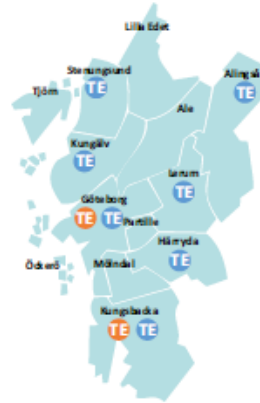 Lilla Edet
Stenungsund
TE
Alingsås
TE
Tjörn
Ale
Kungälv
TE
Lerum
TE
Göteborg
TE TE
Partille
Härryda
TE
Öckerö
Mölndal
Kungsbacka
TE TE